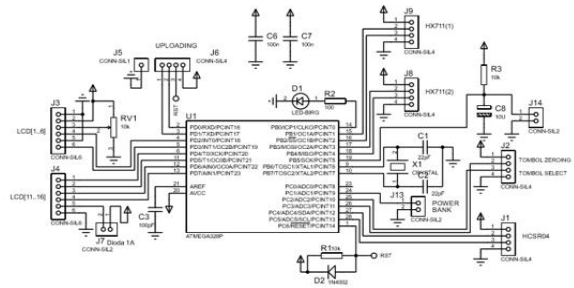 J9
HX711(1)
CONN-SIL4
J5
CONN-SIL1
UPLOADING
J6
CONN-SIL4
C6
100n
C7
100n
RST
J3
LCD[1..6]
CONN-SIL6
RV1
10k
D1
LED-BIRG
R2
100
J8
HX711(2)
CONN-SIL4
R3
10k
C8
10U
J14
CONN-SIL2
U1
PD0/RXD/PCINT16
PD1/TXD/PCINT17
PD2/INT0/PCINT18
PD3/INT1/OC2B/PCINT19
PD4/T0/XCK/PCINT20
PD5/T1/OC0B/PCINT21
PD6/AIN0/OC0A/PCINT22
PD7/AIN1/PCINT23
AREF
AVCC
PB0/ICP1/CLKO/PCINT0
PB1/OC1A/PCINT1
PB2/SS/OC1B/PCINT2
PB3/MOSI/OC2A/PCINT3
PB4/MISO/PCINT4
PB5/SCK/PCINT5
PB6/TOSC1/XTAL1/PCINT6
PB7/TOSC2/XTAL2/PCINT7
PC0/ADC0/PCINT8
PC1/ADC1/PCINT9
PC2/ADC2/PCINT10
PC3/ADC3/PCINT11
PC4/ADC4/SDA/PCINT12
PC5/ADC5/SCL/PCINT13
PC6/RESET/PCINT14
ATMEGA328P
J4
LCD[11..16]
CONN-SIL6
J7
Dioda 1A
CONN-SIL2
C3
100pF
C1
22pF
X1
CRYSTAL
C2
22pF
J13
CONN-SIL2
POWER
BANK
J2
TOMBOL ZEROING
TOMBOL SELECT
CONN-SIL4
J1
HCSR04
CONN-SIL4
R1
10k
D2
1N4002
RST